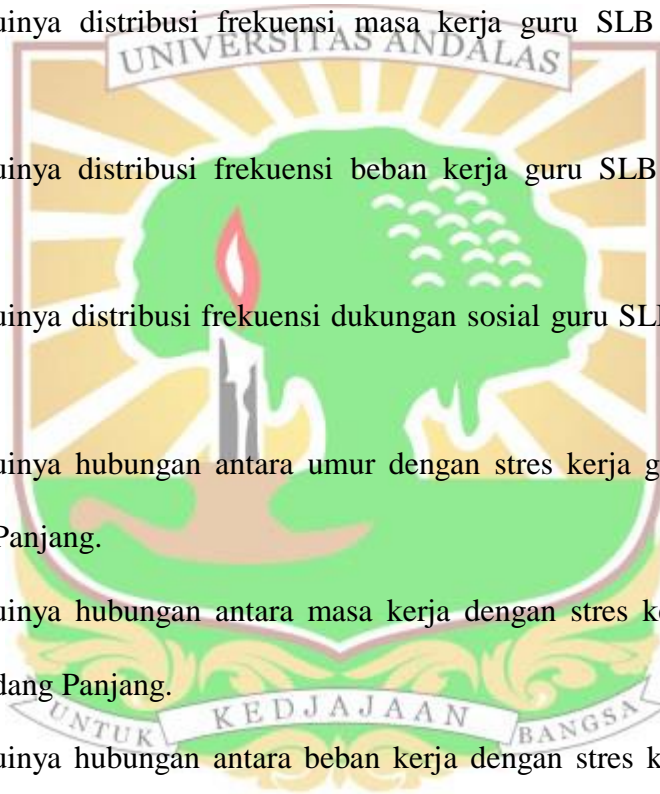 uinya distribusi frekuensi masa kerja guru SLB
UNIVERSITAS ANDALAS
uinya distribusi frekuensi beban kerja guru SLB
uinya distribusi frekuensi dukungan sosial guru SL
uinya hubungan antara umur dengan stres kerja g
Panjang.
uinya hubungan antara masa kerja dengan stres k
dang Panjang.
UNTUK KEDJAJAAN BANGSA
uinya hubungan antara beban kerja dengan stres k